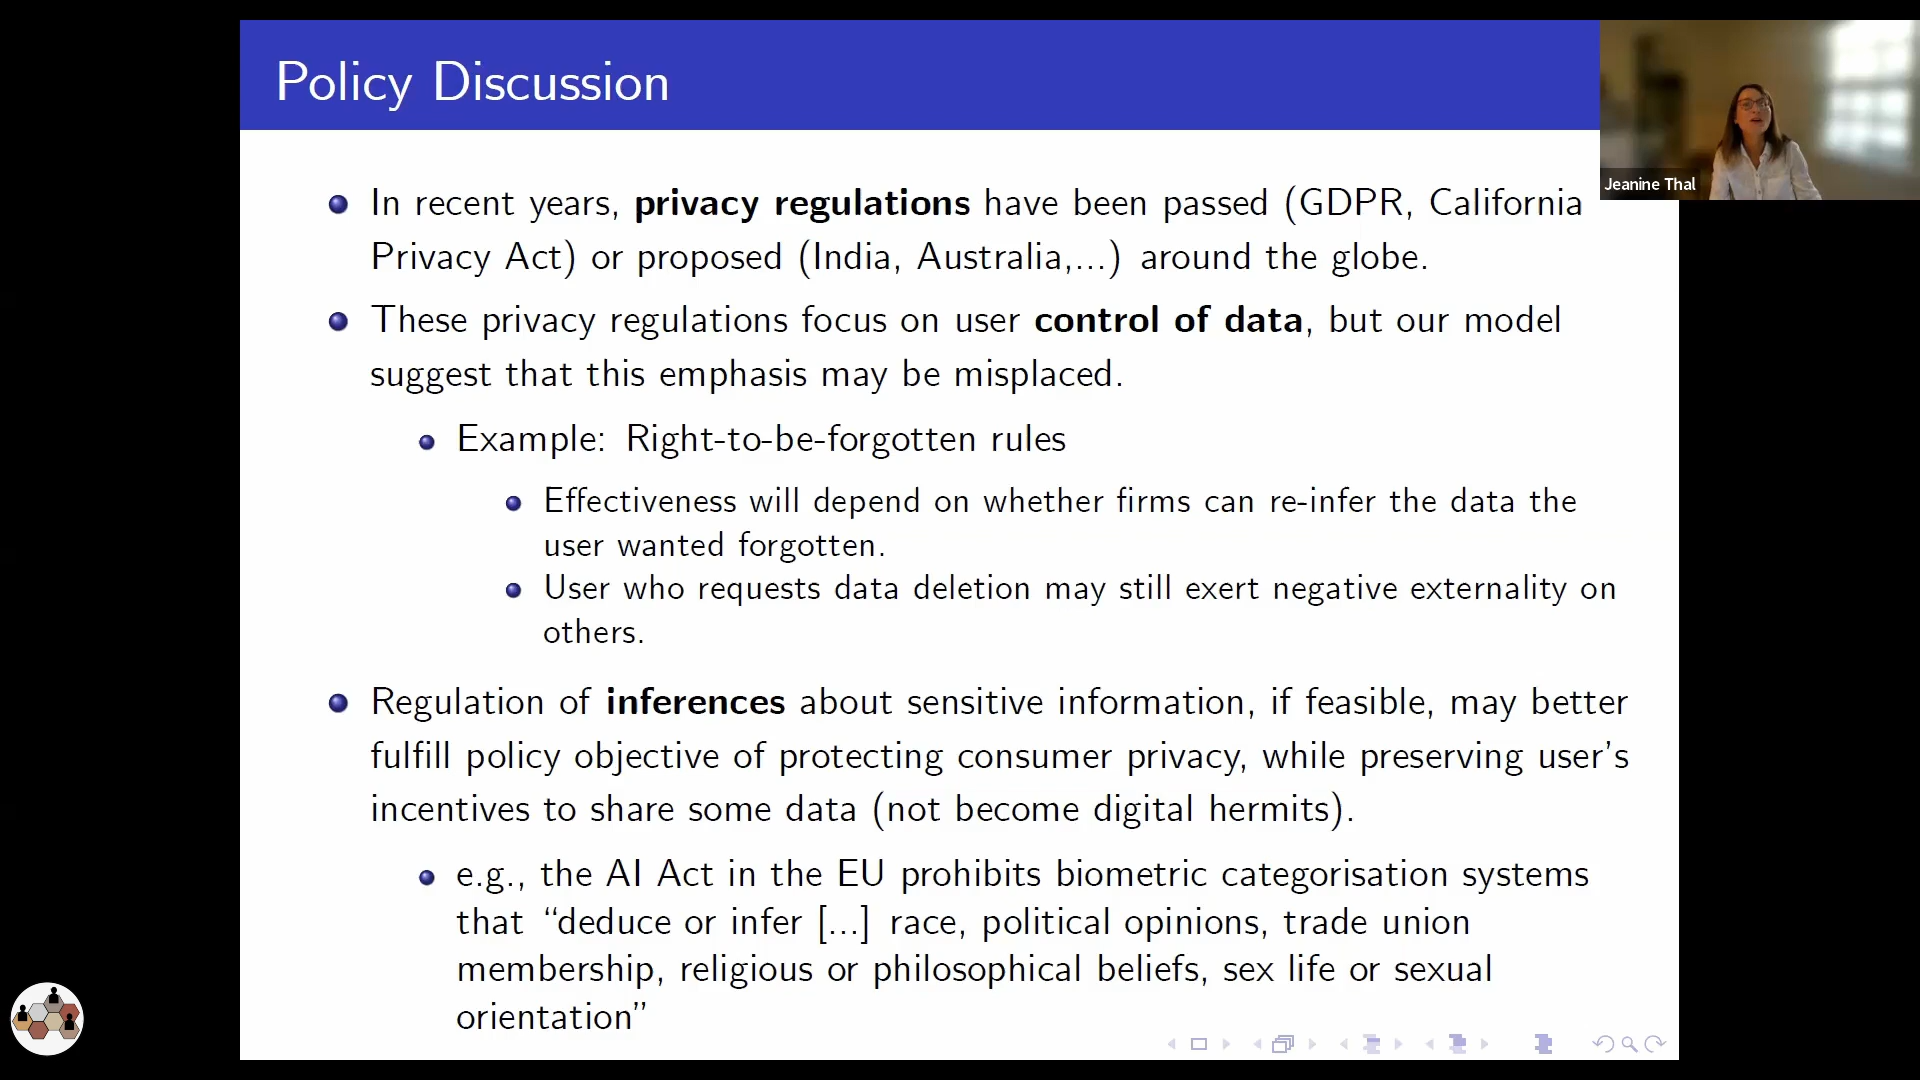 Policy Discussion
Jeanine Thal
In recent years, privacy regulations have been passed (GDPR, California
Privacy Act) or proposed (India, Australia,...) around the globe.
These privacy regulations focus on user control of data, but our model
suggest that this emphasis may be misplaced.
Example: Right-to-be-forgotten rules
Effectiveness will depend on whether firms can re-infer the data the
user wanted forgotten.
User who requests data deletion may still exert negative externality on
others.
Regulation of inferences about sensitive information, if feasible, may better
fulfill policy objective of protecting consumer privacy, while preserving user's
incentives to share some data (not become digital hermits).
e.g., the AI Act in the EU prohibits biometric categorisation systems
that “deduce or infer [...] race, political opinions, trade union
membership, religious or philosophical beliefs, sex life or sexual
orientation”